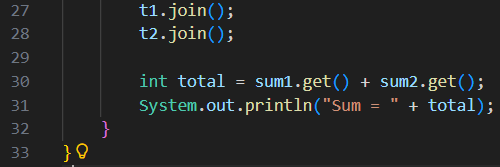 27 t1.join();
28 t2.join();
29
30 int total = sum1.get() + sum2.get();
31 System.out.println("Sum = " + total);
32 }
33 }